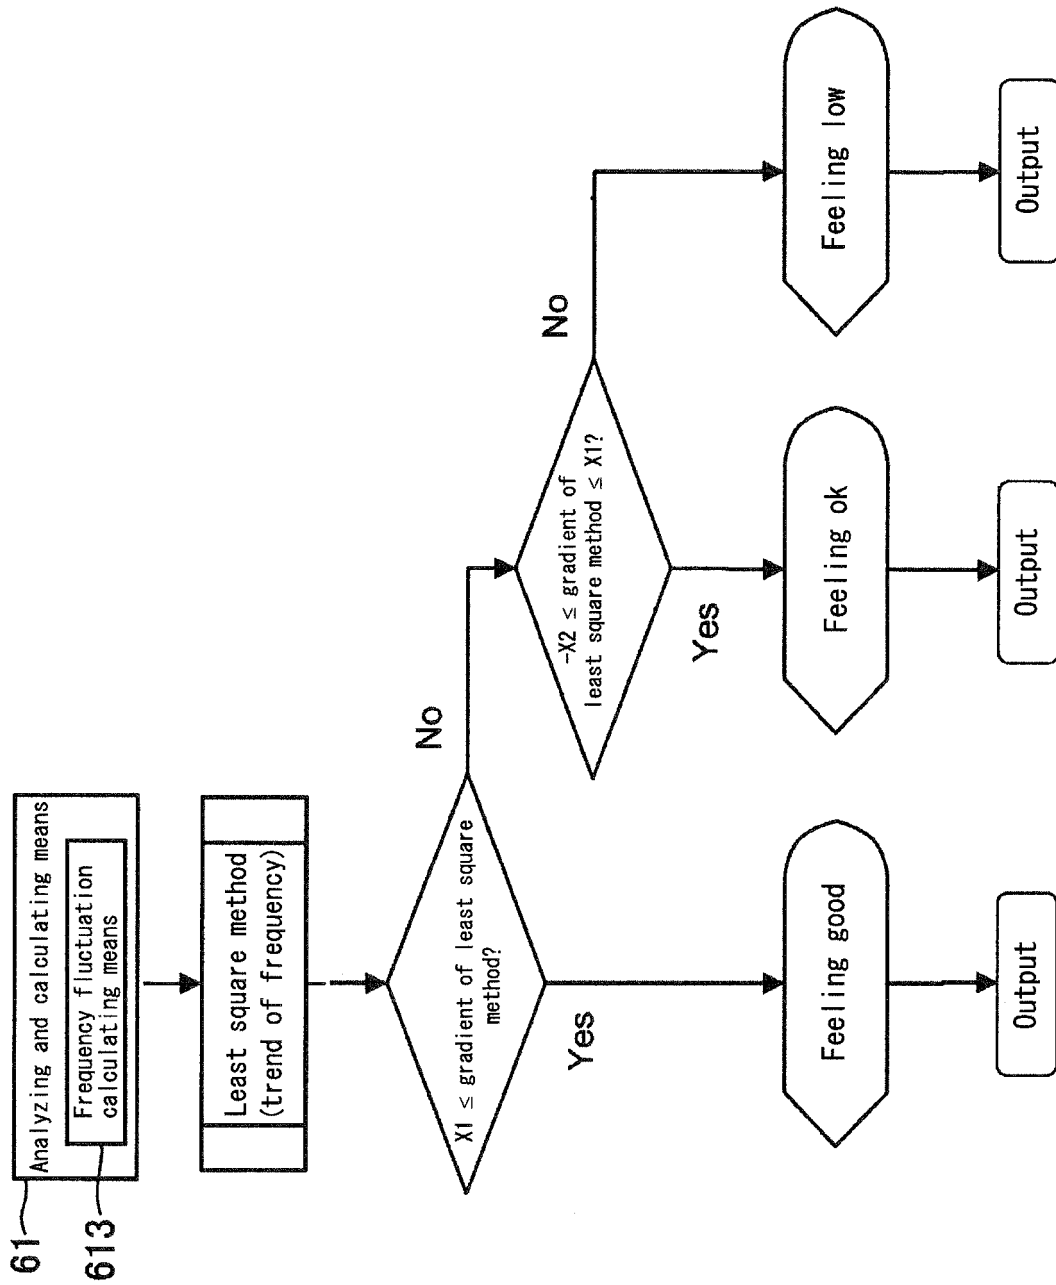 61
Analyzing and calculating means
613
Frequency fluctuation
calculating means
Least square method
(trend of frequency)
X1 ≤ gradient of least square
method?
No
Yes
-X2 ≤ gradient of
least square method ≤ X1?
No
Yes
Feeling good
Feeling ok
Feeling low
Output
Output
Output